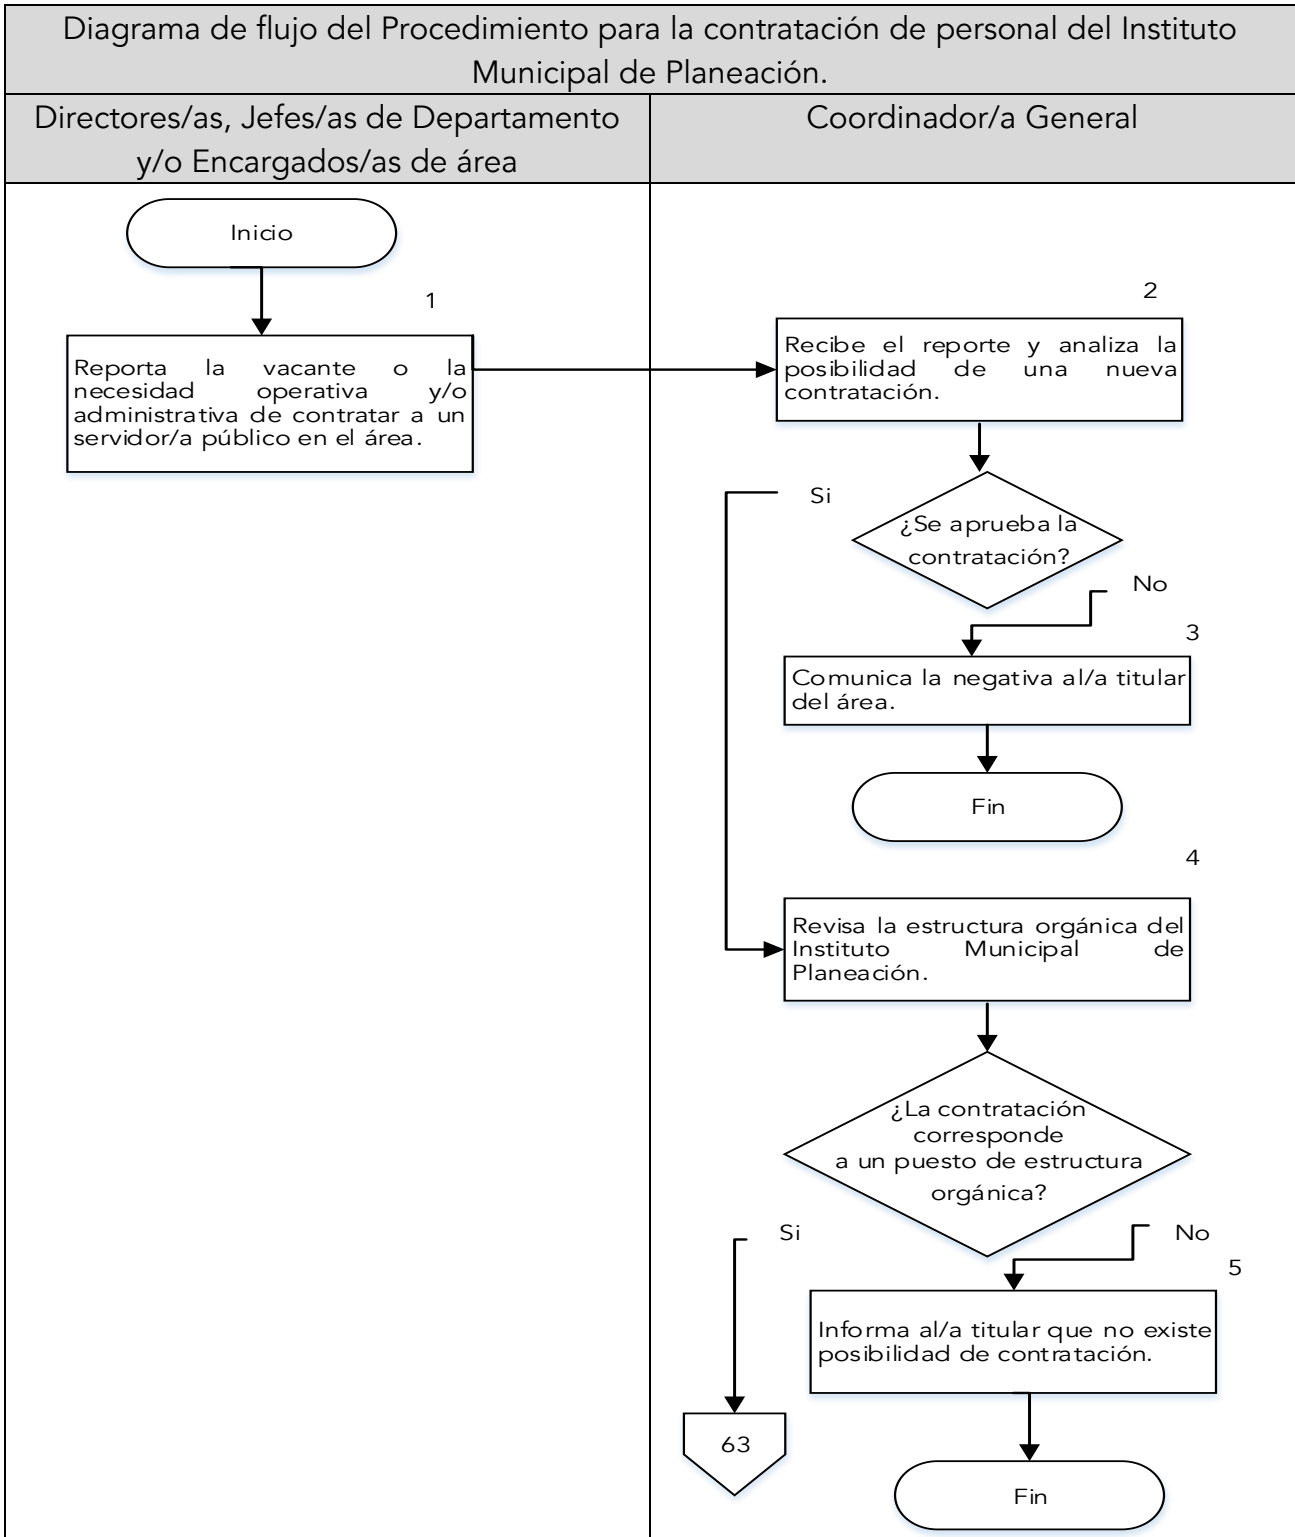 Diagrama de flujo del Procedimiento para la contratación de personal del Instituto
Municipal de Planeación.
Directores/as, Jefes/as de Departamento
y/o Encargados/as de área
Coordinador/a General
Inicio
1
Reporta la vacante o la
necesidad operativa y/o
administrativa de contratar a un
servidor/a público en el área.
2
Recibe el reporte y analiza la
posibilidad de una nueva
contratación.
Si
¿Se aprueba la
contratación?
No
3
Comunica la negativa al/a titular
del área.
Fin
4
Revisa la estructura orgánica del
Instituto Municipal de
Planeación.
¿La contratación
corresponde
a un puesto de estructura
orgánica?
Si
No
5
Informa al/a titular que no existe
posibilidad de contratación.
63
Fin